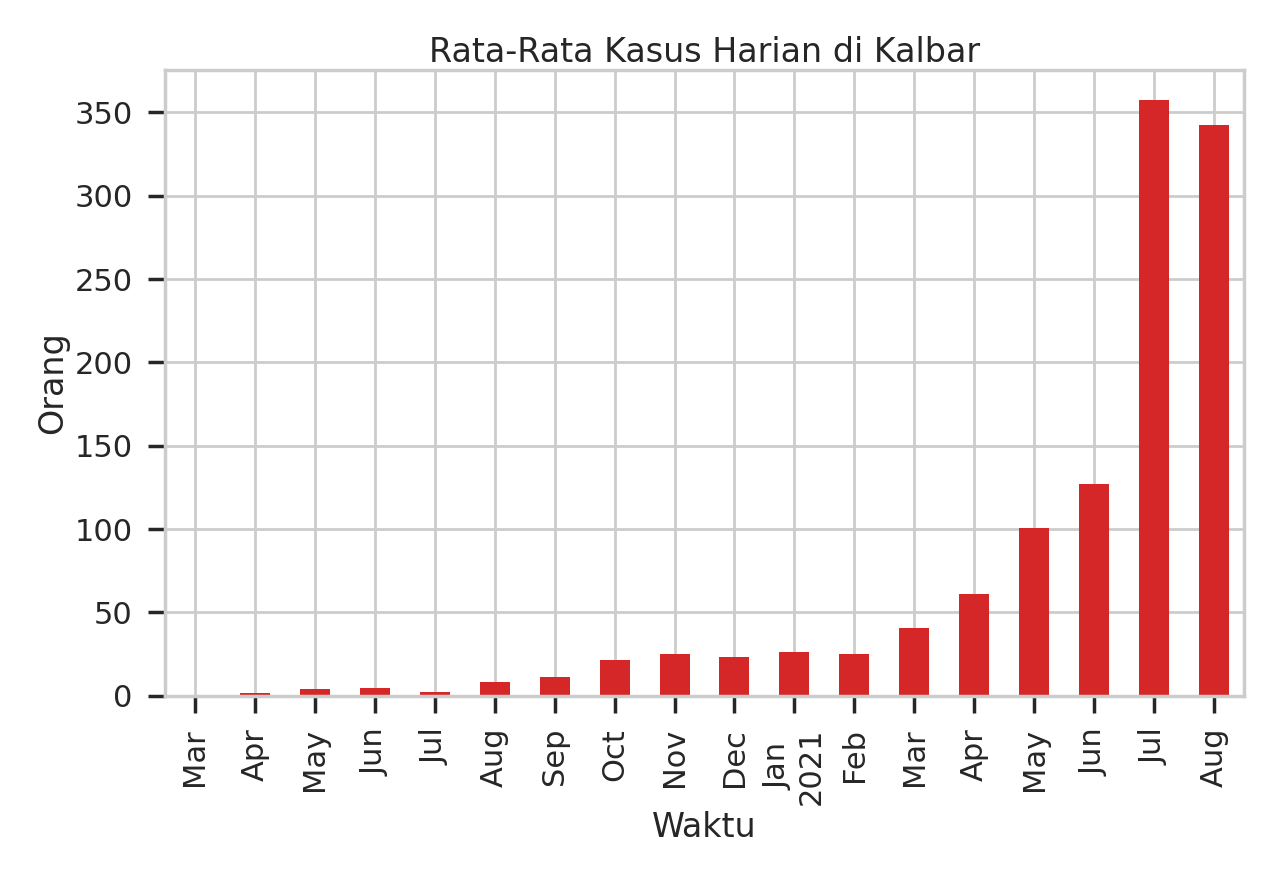 Rata-Rata Kasus Harian di Kalbar
350
300
250
200
150
100
50
0
Orang
Mar
Apr
May
Jun
Jul
Aug
Sep
Oct
Nov
Dec
Jan
2021
Feb
Mar
Apr
May
Jun
Jul
Aug
Waktu